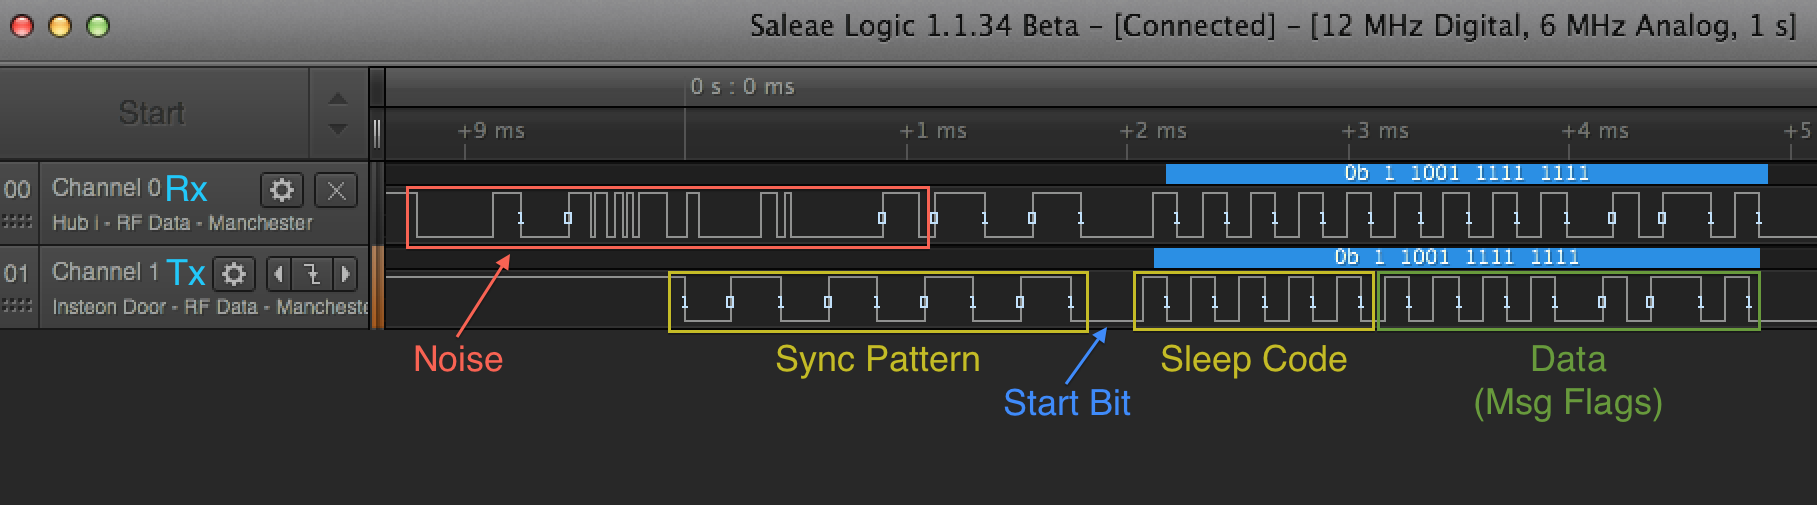 Saleae Logic 1.1.34 Beta – [Connected] – [12 MHz Digital, 6 MHz Analog, 1 s]
Start
0 s : 0 ms
+9 ms +1 ms +2 ms +3 ms +4 ms +5
00 Channel 0 Rx
Hub i - RF Data - Manchester
0b 1 1001 1111 1111
1 0 0 0 1 0 1 1 1 1 1 1 1 1 1 1 0 0 1 1
01 Channel 1 Tx
Insteon Door - RF Data - Mancheste
0b 1 1001 1111 1111
1 0 1 0 1 0 1 0 1 1 1 1 1 1 1 1 1 1 0 0 1 1
Noise
Sync Pattern
Start Bit
Sleep Code
Data
(Msg Flags)